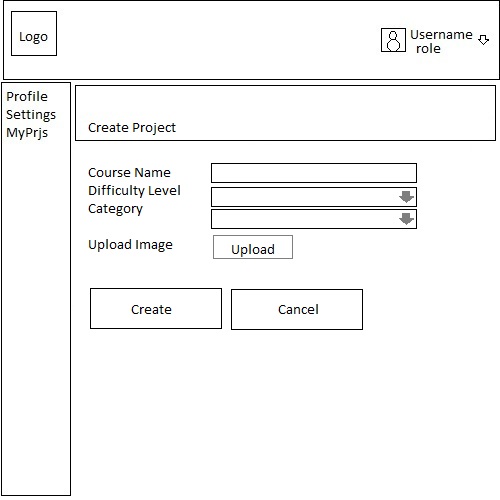 Logo
Username
role
Profile
Settings
MyPrjs
Create Project
Course Name
Difficulty Level
Category
Upload Image
Upload
Create
Cancel